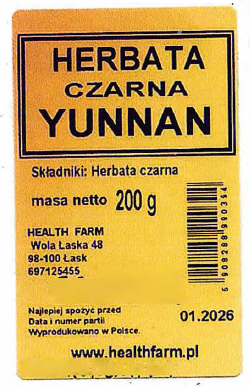 HERBATA
CZARNA
YUNNAN
Składniki: Herbata czarna
masa netto 200 g
HEALTH FARM
Wola Łaska 48
98-100 Łask
697125455
5908288990364
Najlepiej spożyć przed
01.2026
Data i numer partii
Wyprodukowano w Polsce.
www.healthfarm.pl